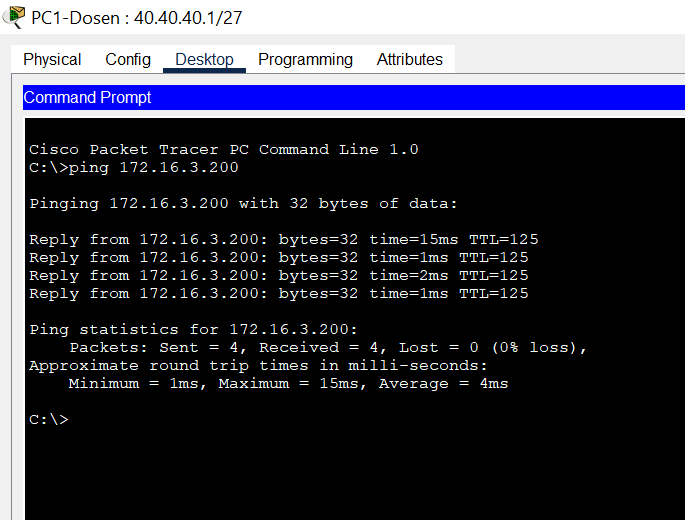 PC1-Dosen : 40.40.40.1/27
Physical Config Desktop Programming Attributes
Command Prompt
Cisco Packet Tracer PC Command Line 1.0
C:\>ping 172.16.3.200
Pinging 172.16.3.200 with 32 bytes of data:
Reply from 172.16.3.200: bytes=32 time=15ms TTL=125
Reply from 172.16.3.200: bytes=32 time=1ms TTL=125
Reply from 172.16.3.200: bytes=32 time=2ms TTL=125
Reply from 172.16.3.200: bytes=32 time=1ms TTL=125
Ping statistics for 172.16.3.200:
Packets: Sent = 4, Received = 4, Lost = 0 (0% loss),
Approximate round trip times in milli-seconds:
Minimum = 1ms, Maximum = 15ms, Average = 4ms
C:\>